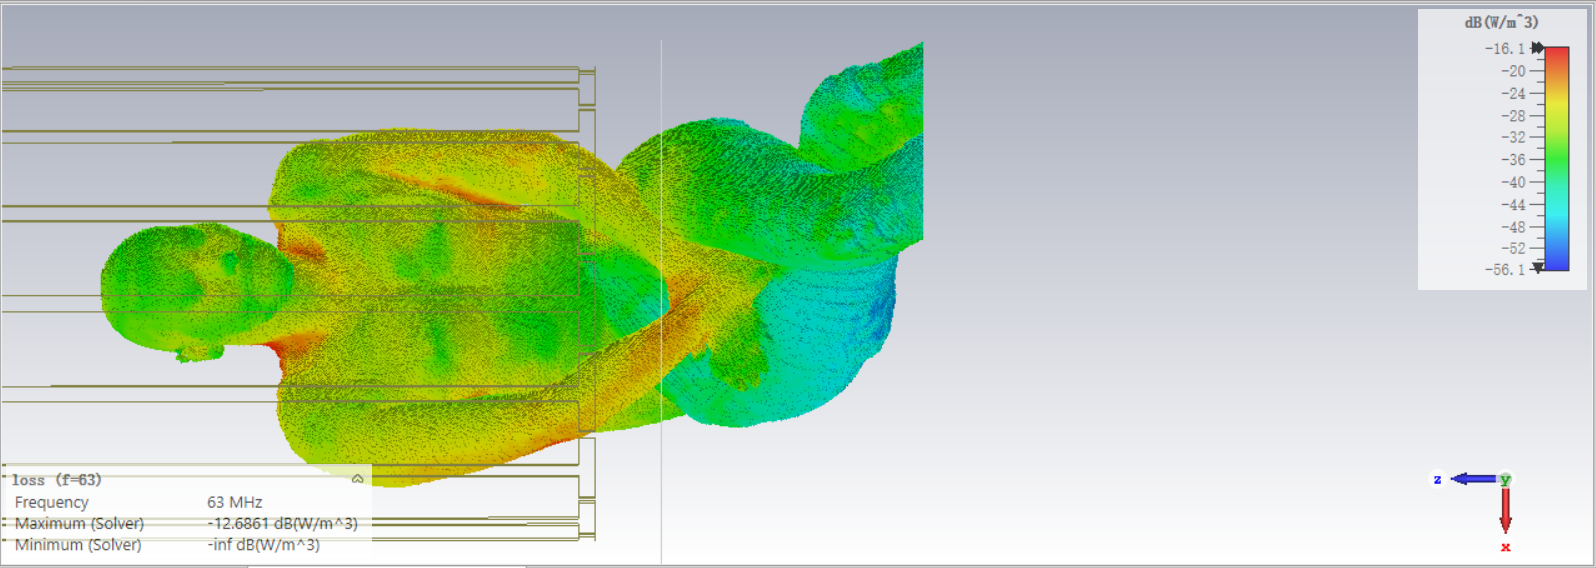 dB(W/m^3)
-16.1
-20
-24
-28
-32
-36
-40
-44
-48
-52
-56.1
loss (f=63)
Frequency 63 MHz
Maximum (Solver) -12.6861 dB(W/m^3)
Minimum (Solver) -inf dB(W/m^3)
z y
x